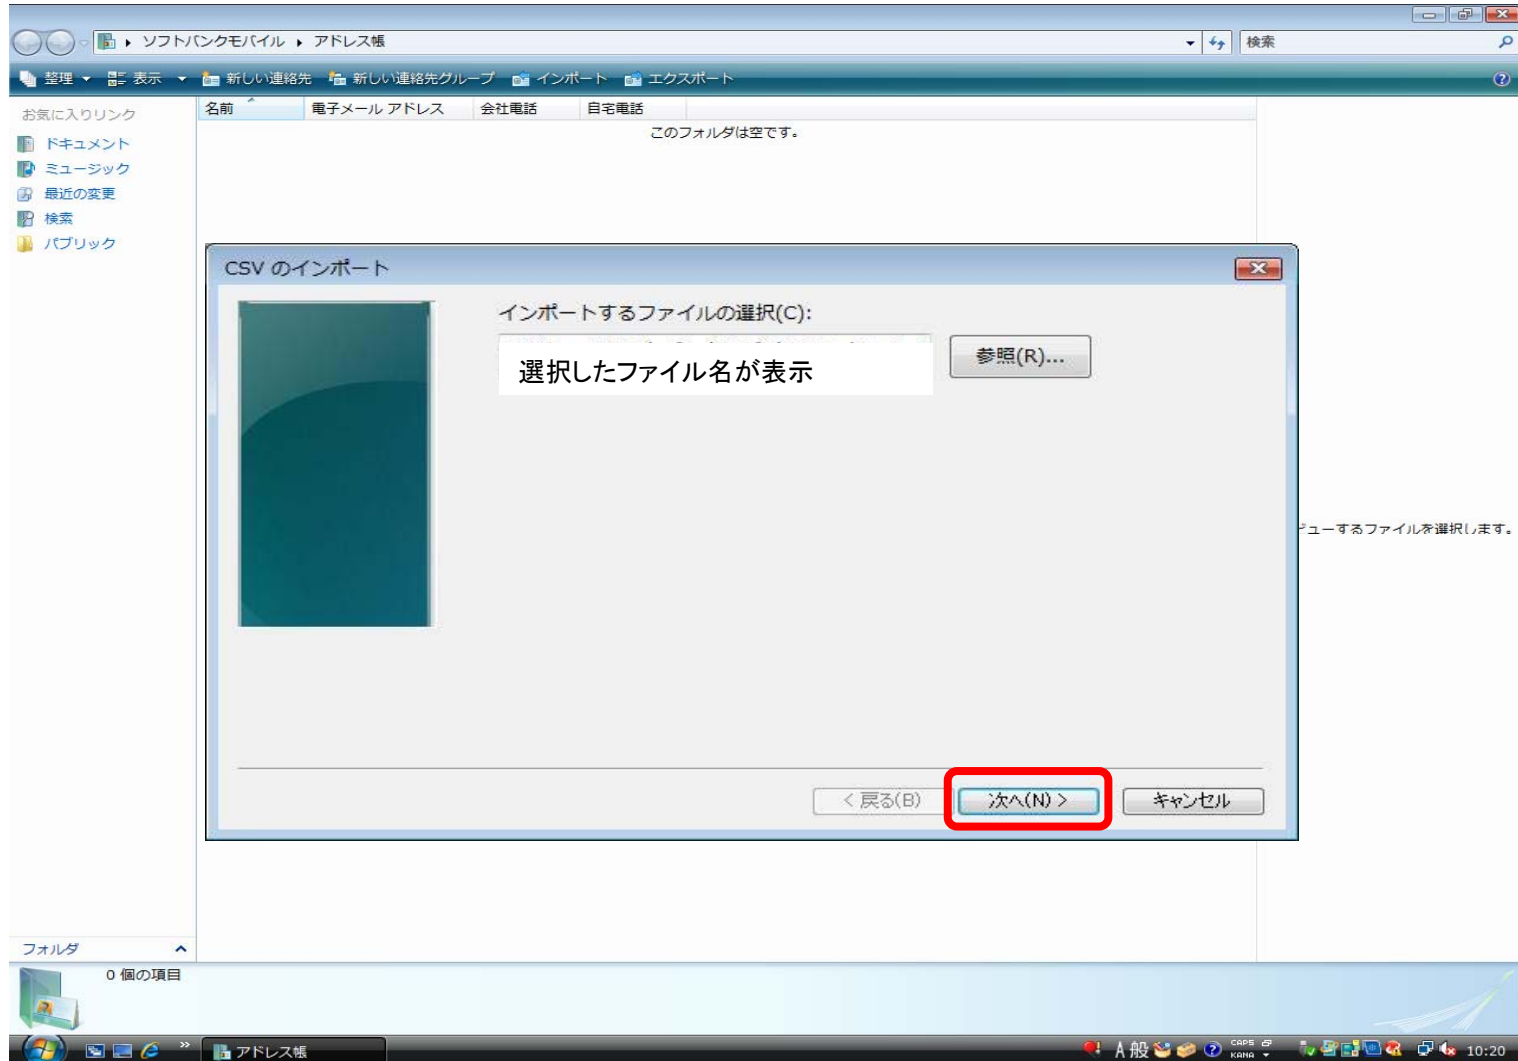 ソフトバンクモバイル ▸ アドレス帳
検索
整理 表示 新しい連絡先 新しい連絡先グループ インポート エクスポート
お気に入りリンク
ドキュメント
ミュージック
最近の変更
検索
パブリック
名前 電子メール アドレス 会社電話 自宅電話
このフォルダは空です。
CSV のインポート
インポートするファイルの選択(C):
選択したファイル名が表示
参照(R)...
ューするファイルを選択します。
< 戻る(B) 次へ(N) > キャンセル
フォルダ
0 個の項目
アドレス帳
A 般 CAPS KANA 10:20